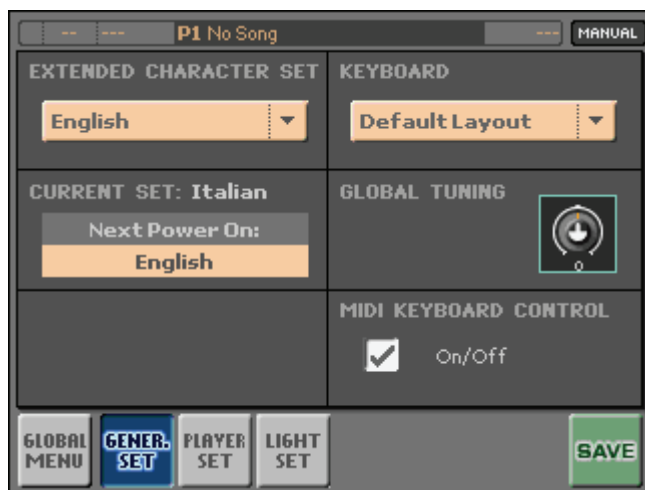 -- --- P1 No Song --- MANUAL
EXTENDED CHARACTER SET
English
KEYBOARD
Default Layout
CURRENT SET: Italian
Next Power On:
English
GLOBAL TUNING
0
MIDI KEYBOARD CONTROL
On/Off
GLOBAL MENU
GENER. SET
PLAYER SET
LIGHT SET
SAVE